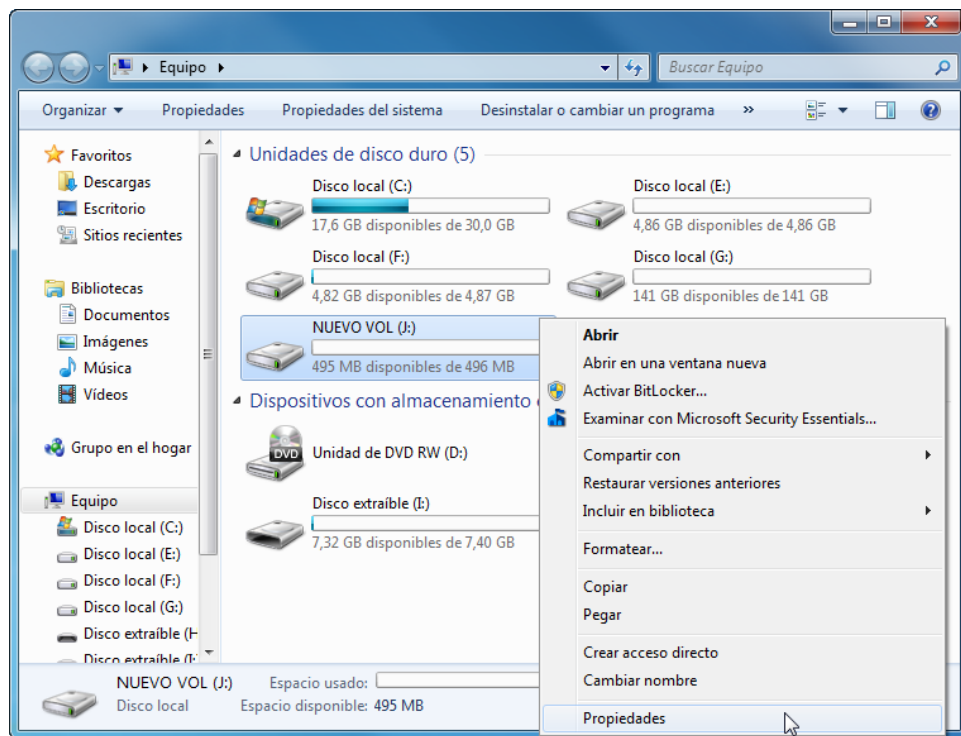 Equipo
Buscar Equipo
Organizar
Propiedades
Propiedades del sistema
Desinstalar o cambiar un programa
»
Favoritos
Descargas
Escritorio
Sitios recientes
Bibliotecas
Documentos
Imágenes
Música
Vídeos
Grupo en el hogar
Equipo
Disco local (C:)
Disco local (E:)
Disco local (F:)
Disco local (G:)
Disco extraíble (H
Disco extraíble (I:
Unidades de disco duro (5)
Disco local (C:)
17,6 GB disponibles de 30,0 GB
Disco local (E:)
4,86 GB disponibles de 4,86 GB
Disco local (F:)
4,82 GB disponibles de 4,87 GB
Disco local (G:)
141 GB disponibles de 141 GB
NUEVO VOL (J:)
495 MB disponibles de 496 MB
Dispositivos con almacenamiento
Unidad de DVD RW (D:)
DVD
Disco extraíble (I:)
7,32 GB disponibles de 7,40 GB
Abrir
Abrir en una ventana nueva
Activar BitLocker...
Examinar con Microsoft Security Essentials...
Compartir con
Restaurar versiones anteriores
Incluir en biblioteca
Formatear...
Copiar
Pegar
Crear acceso directo
Cambiar nombre
Propiedades
NUEVO VOL (J:)
Espacio usado:
Disco local
Espacio disponible: 495 MB